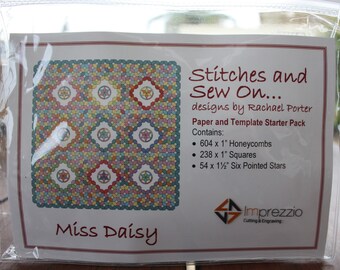 Stitches and
Sew On...
designs by Rachael Porter
Paper and Template Starter Pack
Contains:
• 604 x 1" Honeycombs
• 238 x 1" Squares
• 54 x 1½" Six Pointed Stars
Imprezzio
Cutting & Engraving
Miss Daisy